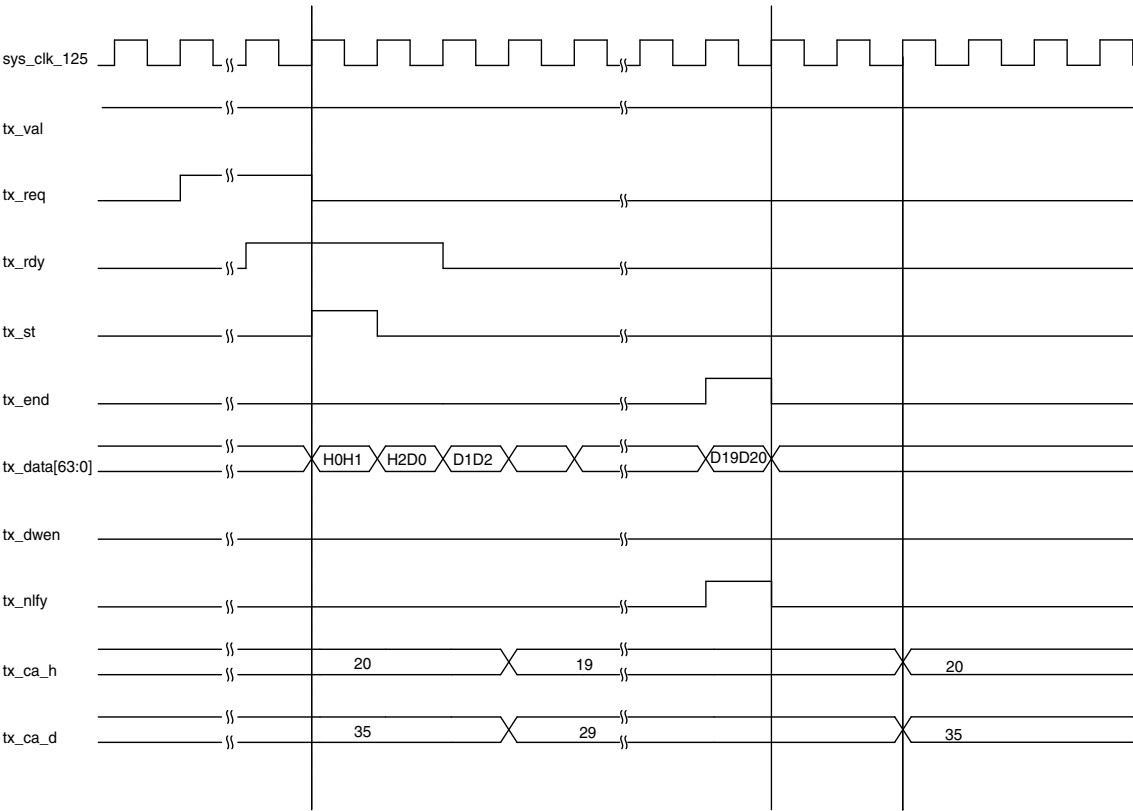 sys_clk_125
tx_val
tx_req
tx_rdy
tx_st
tx_end
tx_data[63:0] H0H1 H2D0 D1D2 D19D20
tx_dwen
tx_nlfy
tx_ca_h 20 19 20
tx_ca_d 35 29 35